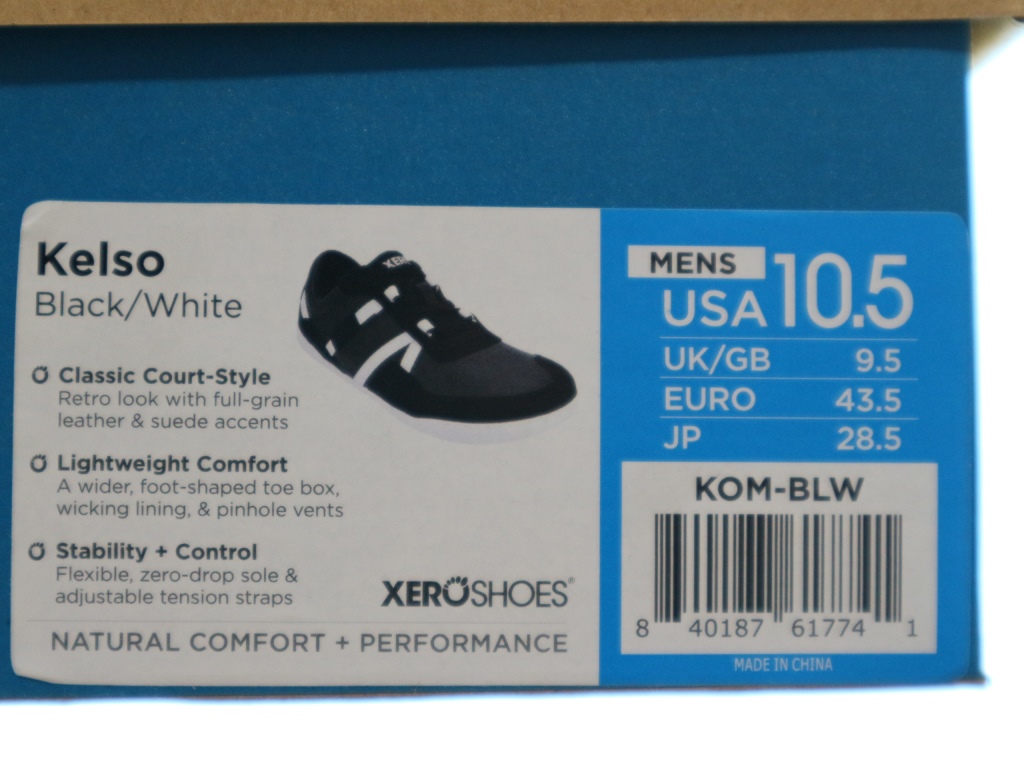 Kelso
Black/White
Classic Court-Style
Retro look with full-grain
leather & suede accents
Lightweight Comfort
A wider, foot-shaped toe box,
wicking lining, & pinhole vents
Stability + Control
Flexible, zero-drop sole &
adjustable tension straps
XEROSHOES®
NATURAL COMFORT + PERFORMANCE
MENS
USA 10.5
UK/GB 9.5
EURO 43.5
JP 28.5
KOM-BLW
8 40187 61774 1
MADE IN CHINA